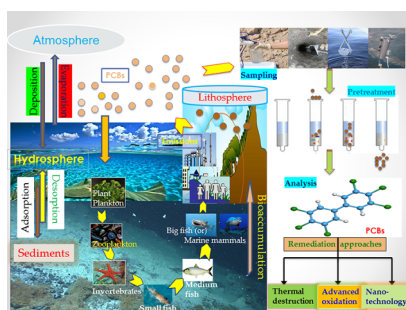 Atmosphere
PCBs
Deposition
Evaporation
Sampling
Lithosphere
Pretreatment
Emission
Hydrosphere
Adsorption
Desorption
Plant
Plankton
Zooplankton
Invertebrates
Small fish
Medium
fish
Big fish (or)
Marine mammals
Bioaccumulation
Sediments
Analysis
PCBs
Remediation approaches
Thermal
destruction
Advanced
oxidation
Nano-
technology